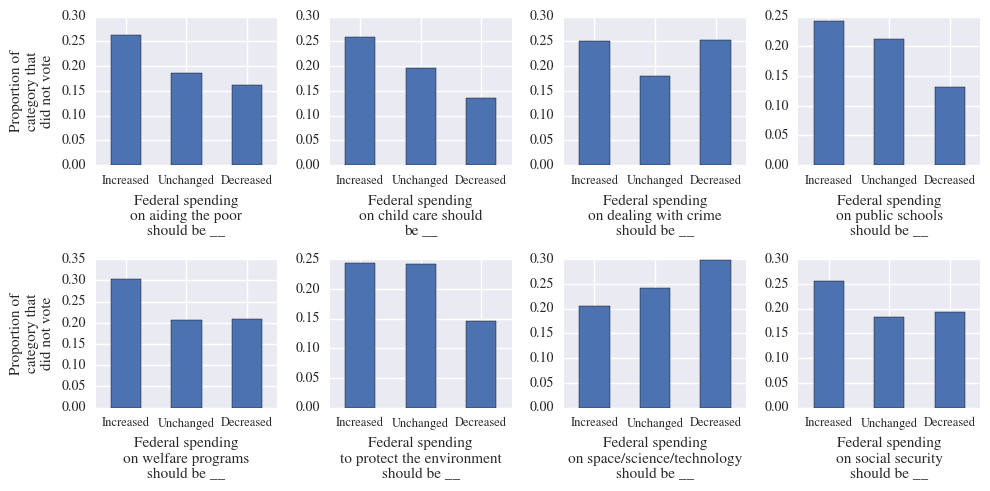 Proportion of
category that
did not vote
0.30
0.25
0.20
0.15
0.10
0.05
0.00
Increased Unchanged Decreased
Federal spending
on aiding the poor
should be __
0.30
0.25
0.20
0.15
0.10
0.05
0.00
Increased Unchanged Decreased
Federal spending
on child care should
be __
0.30
0.25
0.20
0.15
0.10
0.05
0.00
Increased Unchanged Decreased
Federal spending
on dealing with crime
should be __
0.25
0.20
0.15
0.10
0.05
0.00
Increased Unchanged Decreased
Federal spending
on public schools
should be __
Proportion of
category that
did not vote
0.35
0.30
0.25
0.20
0.15
0.10
0.05
0.00
Increased Unchanged Decreased
Federal spending
on welfare programs
should be __
0.25
0.20
0.15
0.10
0.05
0.00
Increased Unchanged Decreased
Federal spending
to protect the environment
should be __
0.30
0.25
0.20
0.15
0.10
0.05
0.00
Increased Unchanged Decreased
Federal spending
on space/science/technology
should be __
0.30
0.25
0.20
0.15
0.10
0.05
0.00
Increased Unchanged Decreased
Federal spending
on social security
should be __